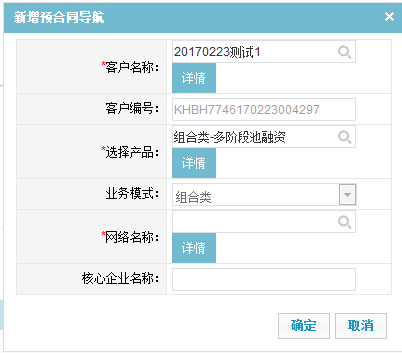 新增预合同导航 ×
*客户名称： 20170223测试1
详情
客户编号： KHBH7746170223004297
*选择产品： 组合类-多阶段池融资
详情
业务模式： 组合类
*网络名称：
详情
核心企业名称：
确定 取消